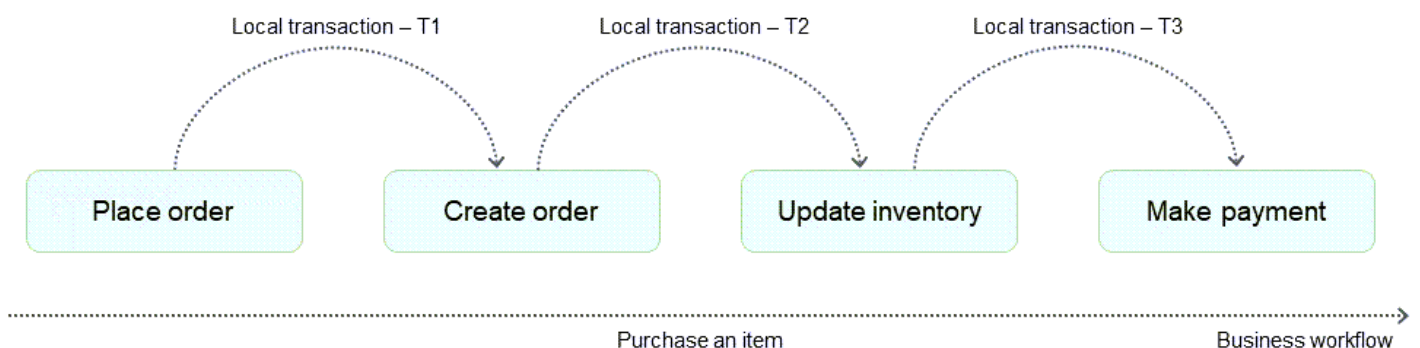 Local transaction – T1
Local transaction – T2
Local transaction – T3
Place order
Create order
Update inventory
Make payment
Purchase an item
Business workflow